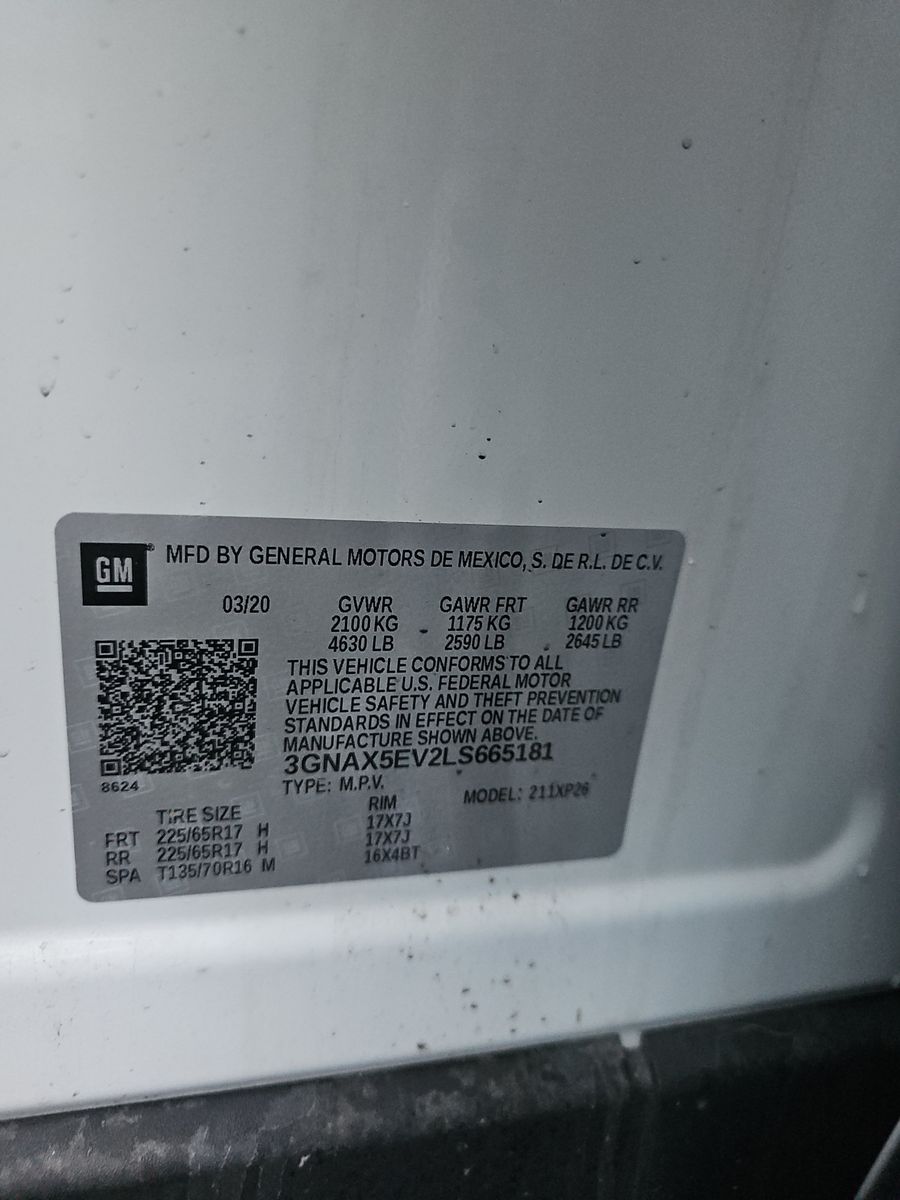 GM
MFD BY GENERAL MOTORS DE MEXICO, S. DE R.L. DE C.V.
03/20 GVWR GAWR FRT GAWR RR
2100 KG 1175 KG 1200 KG
4630 LB 2590 LB 2645 LB
THIS VEHICLE CONFORMS TO ALL
APPLICABLE U.S. FEDERAL MOTOR
VEHICLE SAFETY AND THEFT PREVENTION
STANDARDS IN EFFECT ON THE DATE OF
MANUFACTURE SHOWN ABOVE.
3GNAX5EV2LS665181
8624
TYPE: M.P.V. MODEL: 211XP26
TIRE SIZE RIM
FRT 225/65R17 H 17X7J
RR 225/65R17 H 17X7J
SPA T135/70R16 M 16X4BT